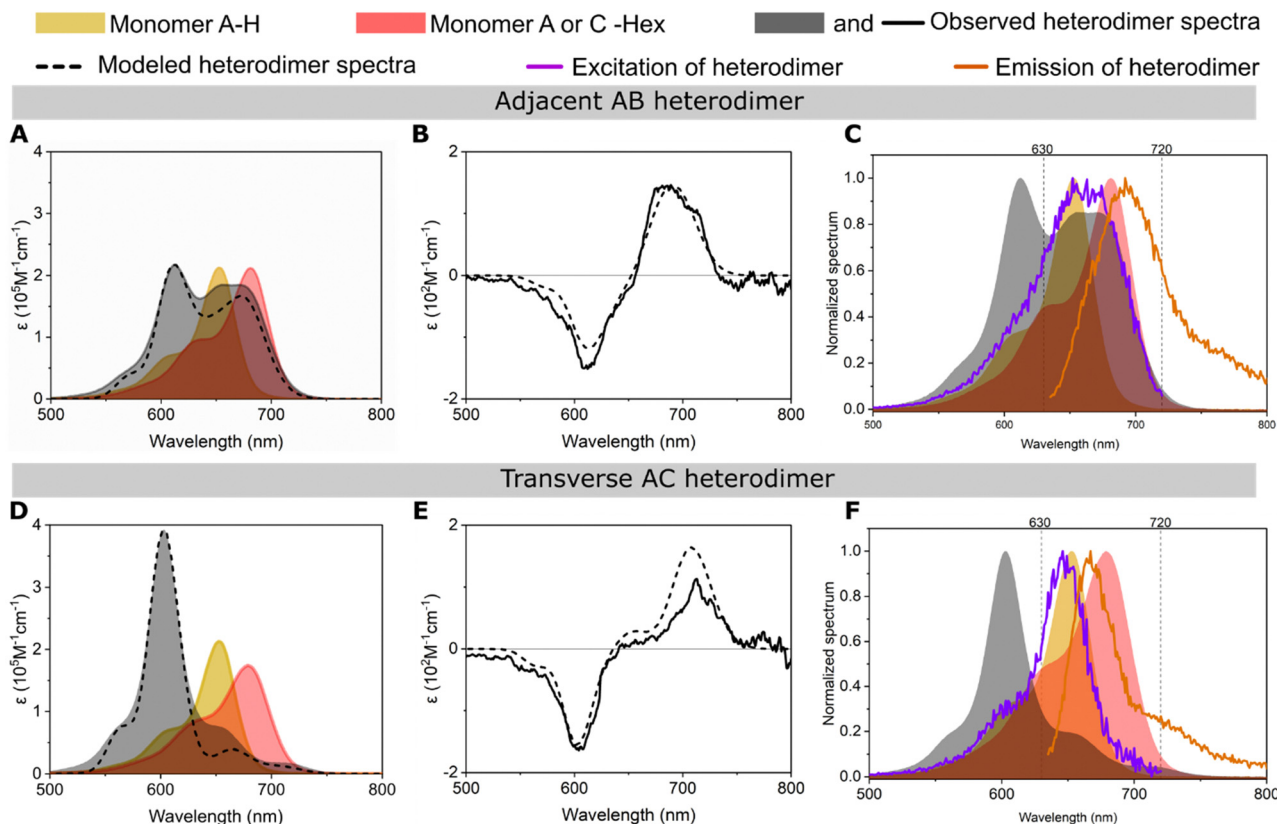 Monomer A-H Monomer A or C -Hex and Observed heterodimer spectra
Modeled heterodimer spectra Excitation of heterodimer Emission of heterodimer
Adjacent AB heterodimer
A
4
3
2
1
0
500 600 700 800
Wavelength (nm)
ε (10⁵M⁻¹cm⁻¹)
B
2
0
-2
500 600 700 800
Wavelength (nm)
ε (10²M⁻¹cm⁻¹)
C
630 720
1.0
0.8
0.6
0.4
0.2
0.0
500 600 700 800
Wavelength (nm)
Normalized spectrum
Transverse AC heterodimer
D
4
3
2
1
0
500 600 700 800
Wavelength (nm)
ε (10⁵M⁻¹cm⁻¹)
E
2
0
-2
500 600 700 800
Wavelength (nm)
ε (10²M⁻¹cm⁻¹)
F
630 720
1.0
0.8
0.6
0.4
0.2
0.0
500 600 700 800
Wavelength (nm)
Normalized spectrum